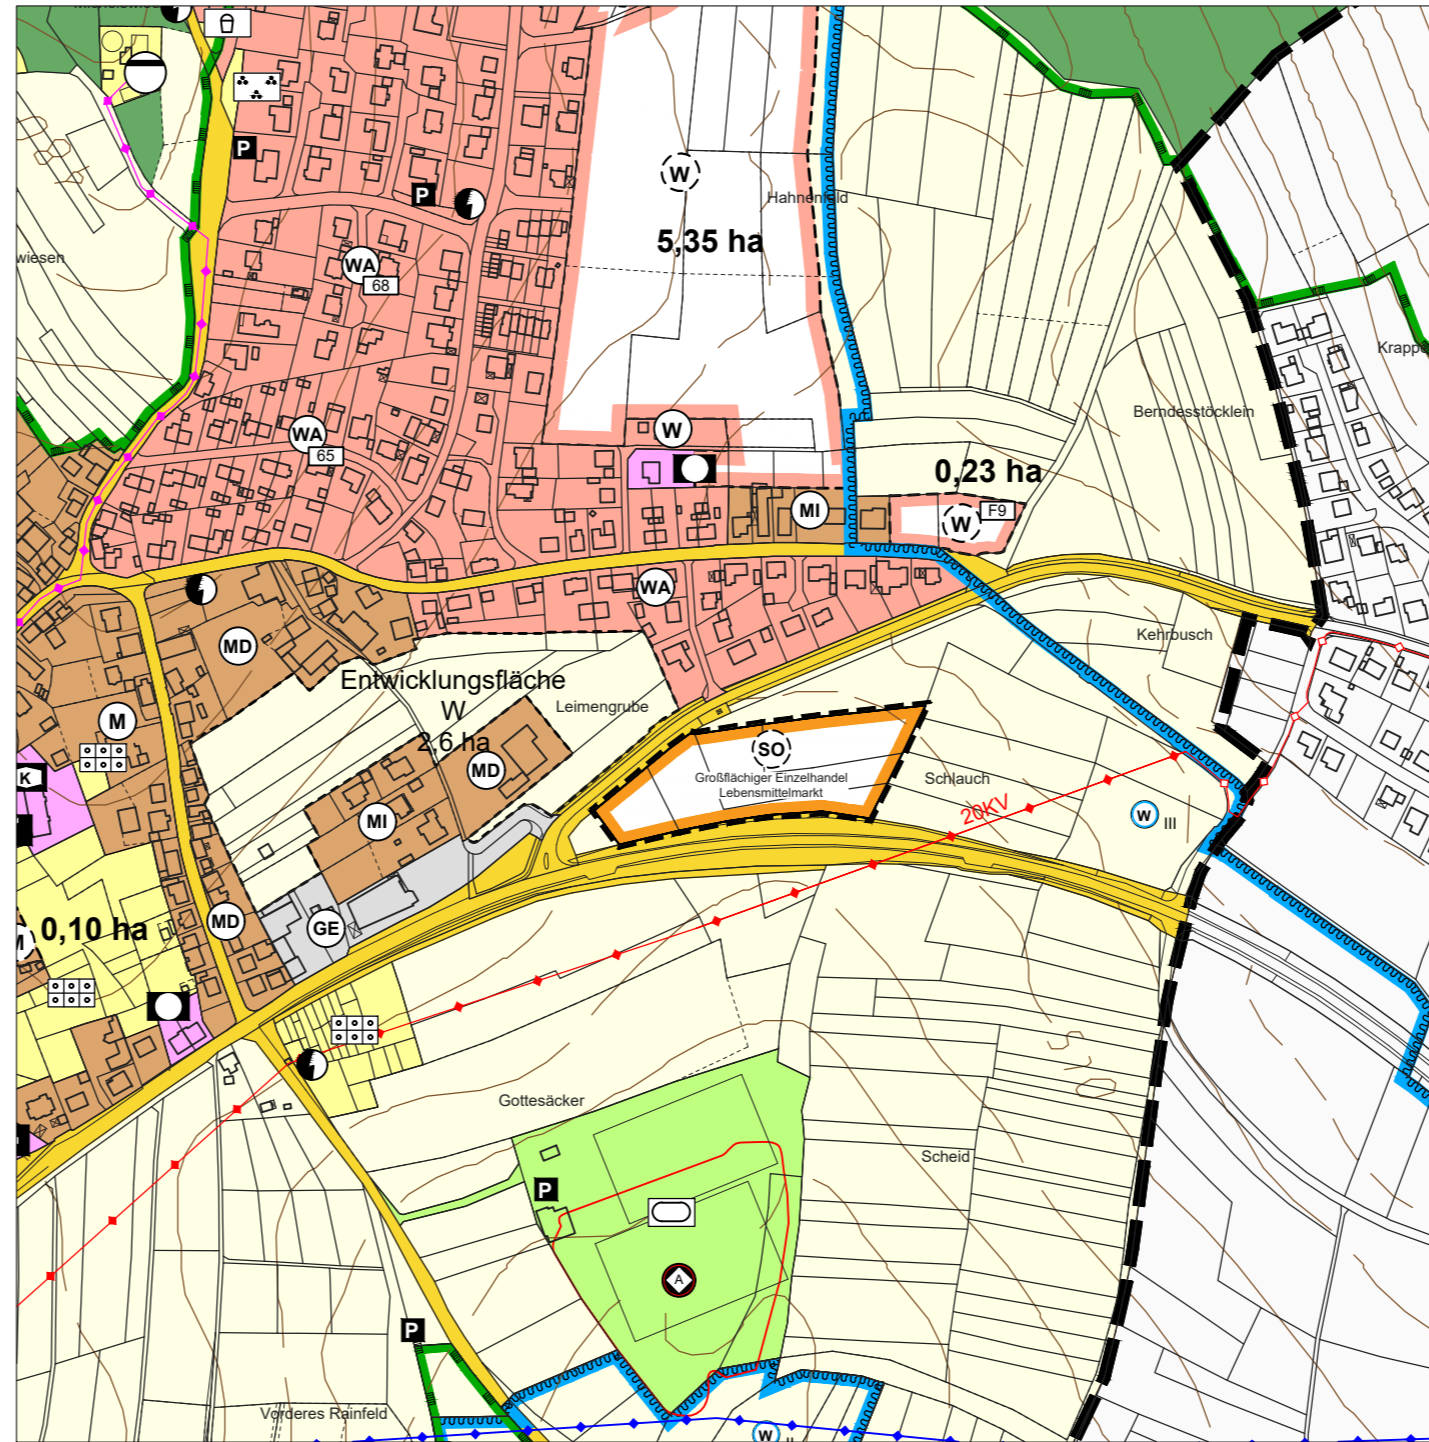 P
P
W
Hahnenfeld
5,35 ha
wiesen
WA
68
Krappe
Berndesstöcklein
WA
65
W
0,23 ha
MI
W
F9
WA
Kehrbusch
MD
Entwicklungsfläche
W
2,6 ha
Leimengrube
M
SO
Großflächiger Einzelhandel
Lebensmittelmarkt
Schlauch
MD
K
20KV
W
III
MI
MD
GE
0,10 ha
Gottesäcker
Scheid
P
A
P
Vorderes Rainfeld
W